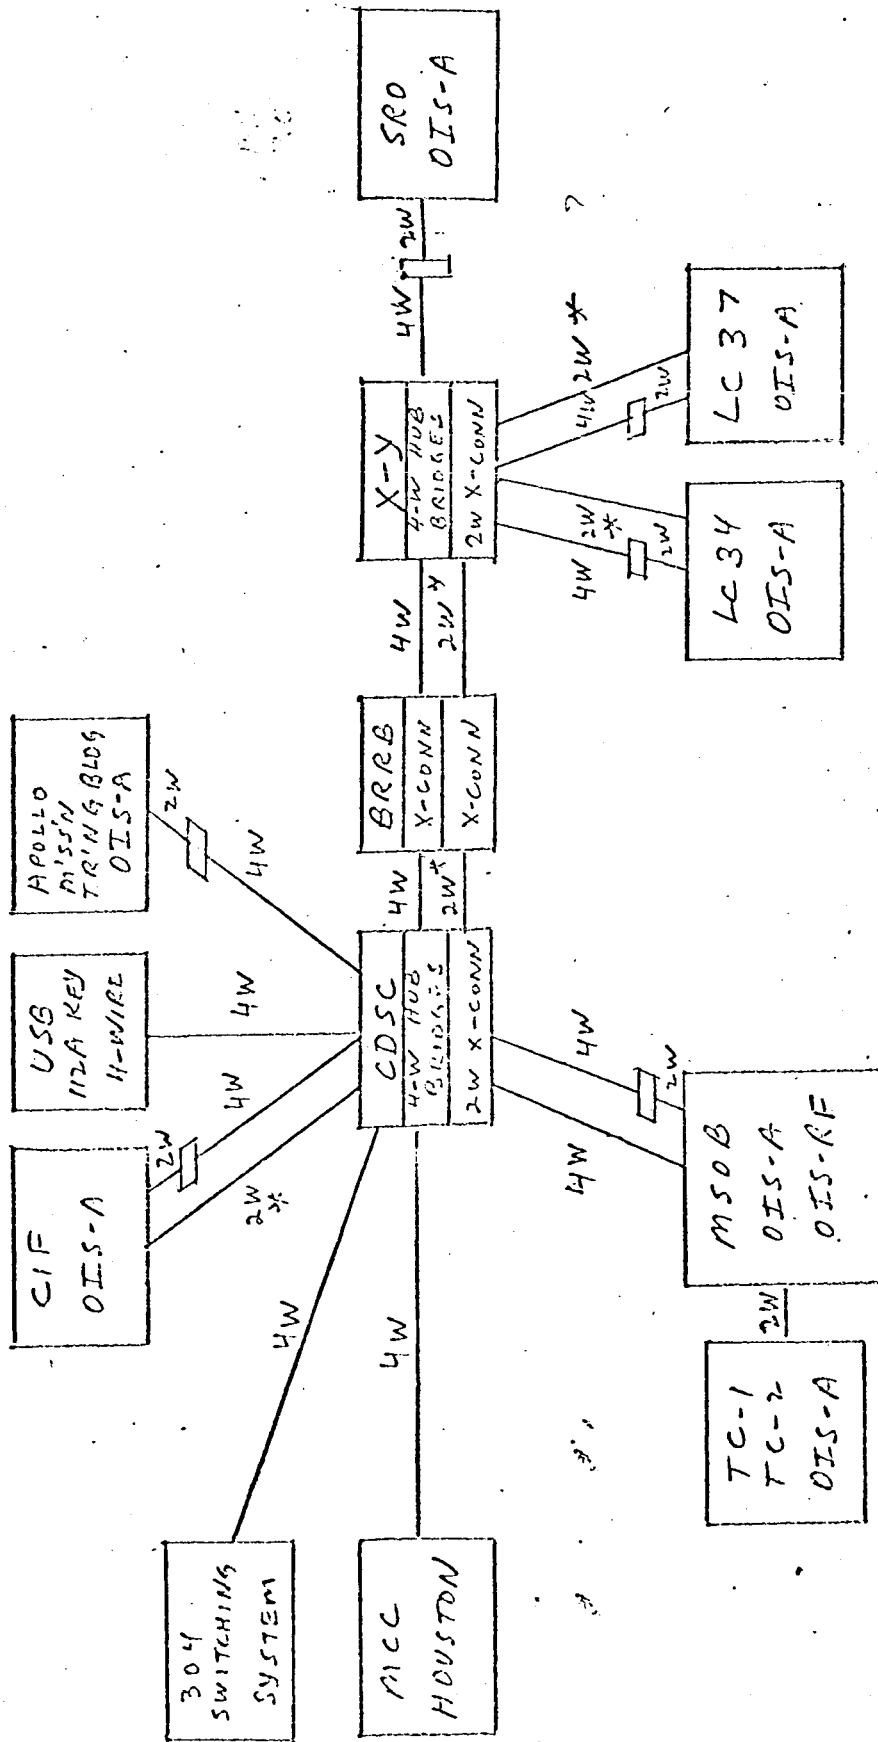 304
SWITCHING
SYSTEM
MCC
HOUSTON
4W
4W
CIF
OIS-A
2W
4W
2W
*
USB
112A KEY
4-WIRE
4W
APOLLO
M'SS'N
TR'NG BLDG
OIS-A
2W
4W
CDSC
4-W HUB
BRIDGES
2W X-CONN
4W
2W*
BRRB
X-CONN
X-CONN
4W
2W*
X-Y
4-W HUB
BRIDGES
2W X-CONN
4W
2W
SRO
OIS-A
4W
4W
2W
MSOB
OIS-A
OIS-RF
2W
TC-1
TC-2
OIS-A
4W
2W
*
2W
LC 34
OIS-A
4W
2W*
2W
LC 37
OIS-A